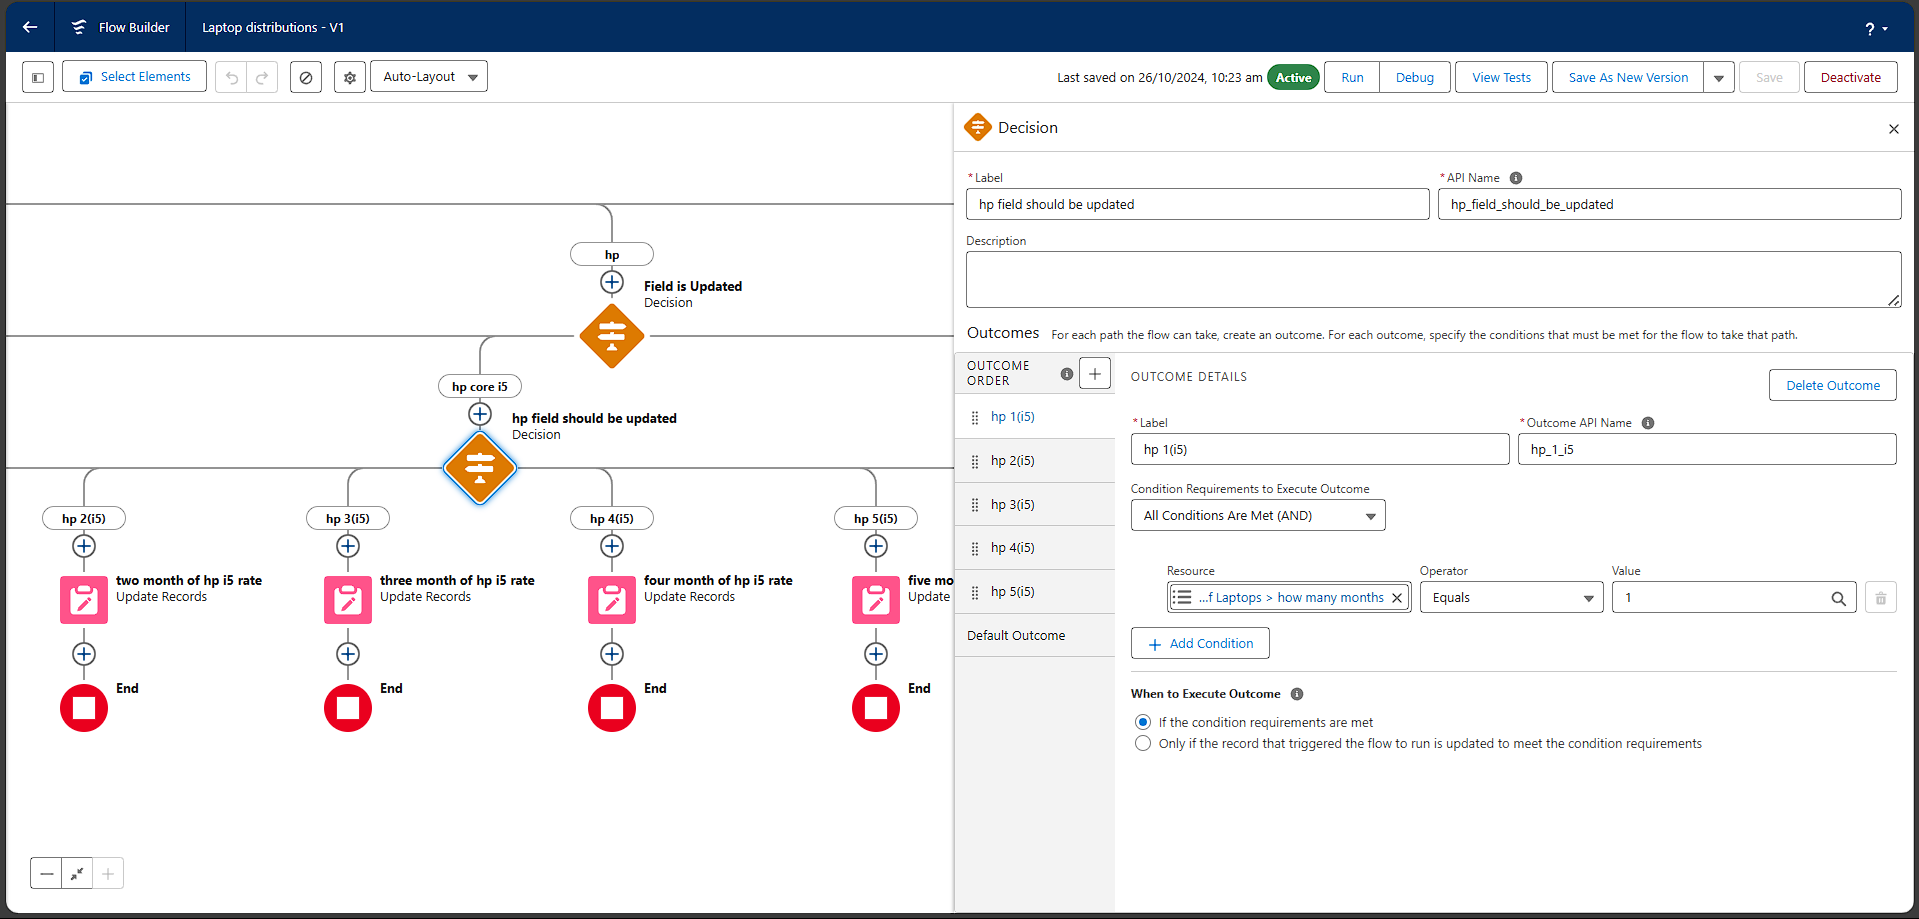 Flow Builder
Laptop distributions - V1
?
Select Elements
Auto-Layout
Last saved on 26/10/2024, 10:23 am
Active
Run
Debug
View Tests
Save As New Version
Save
Deactivate
hp
Field is Updated
Decision
hp core i5
hp field should be updated
Decision
hp 2(i5)
hp 3(i5)
hp 4(i5)
hp 5(i5)
two month of hp i5 rate
Update Records
three month of hp i5 rate
Update Records
four month of hp i5 rate
Update Records
five mo
Update
End
End
End
End
Decision
* Label
hp field should be updated
* API Name
hp_field_should_be_updated
Description
Outcomes
For each path the flow can take, create an outcome. For each outcome, specify the conditions that must be met for the flow to take that path.
OUTCOME
ORDER
hp 1(i5)
hp 2(i5)
hp 3(i5)
hp 4(i5)
hp 5(i5)
Default Outcome
OUTCOME DETAILS
Delete Outcome
* Label
hp 1(i5)
* Outcome API Name
hp_1_i5
Condition Requirements to Execute Outcome
All Conditions Are Met (AND)
Resource
...f Laptops > how many months
Operator
Equals
Value
1
Add Condition
When to Execute Outcome
If the condition requirements are met
Only if the record that triggered the flow to run is updated to meet the condition requirements